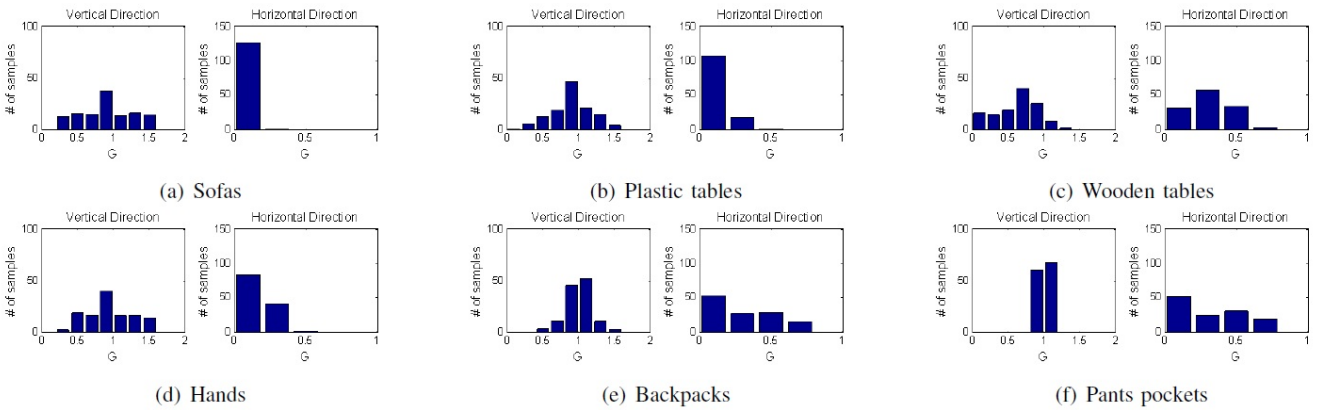 Vertical Direction Horizontal Direction Vertical Direction Horizontal Direction Vertical Direction Horizontal Direction
100 150 100 150 100 150
# of samples # of samples # of samples # of samples # of samples # of samples
50 100 50 100 50 100
50 50 50
0 0 0 0 0 0
0 0.5 1 1.5 2 0 0.5 1 0 0.5 1 1.5 2 0 0.5 1 0 0.5 1 1.5 2 0 0.5 1
G G G G G G
(a) Sofas (b) Plastic tables (c) Wooden tables
Vertical Direction Horizontal Direction Vertical Direction Horizontal Direction Vertical Direction Horizontal Direction
100 150 100 150 100 150
# of samples # of samples # of samples # of samples # of samples # of samples
50 100 50 100 50 100
50 50 50
0 0 0 0 0 0
0 0.5 1 1.5 2 0 0.5 1 0 0.5 1 1.5 2 0 0.5 1 0 0.5 1 1.5 2 0 0.5 1
G G G G G G
(d) Hands (e) Backpacks (f) Pants pockets